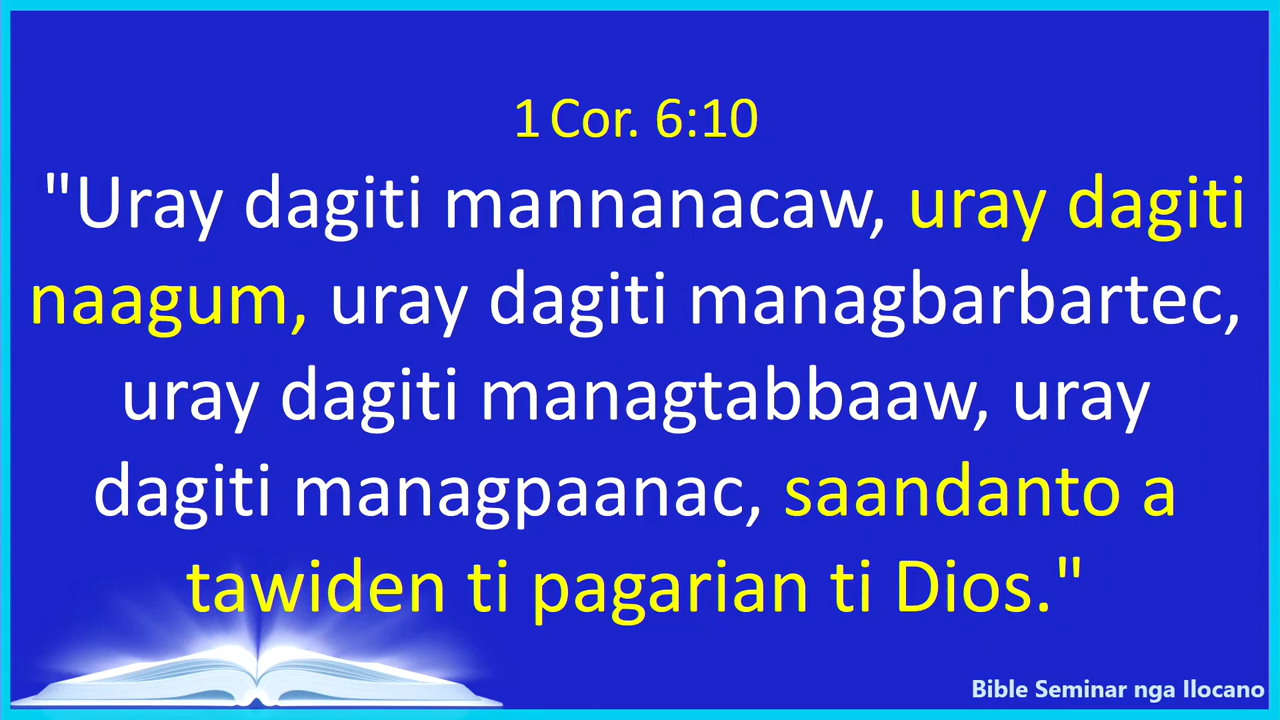 1 Cor. 6:10
"Uray dagiti mannanacaw, uray dagiti
naagum, uray dagiti managbarbartec,
uray dagiti managtabbaaw, uray
dagiti managpaanac, saandanto a
tawiden ti pagarian ti Dios."
Bible Seminar nga Ilocano